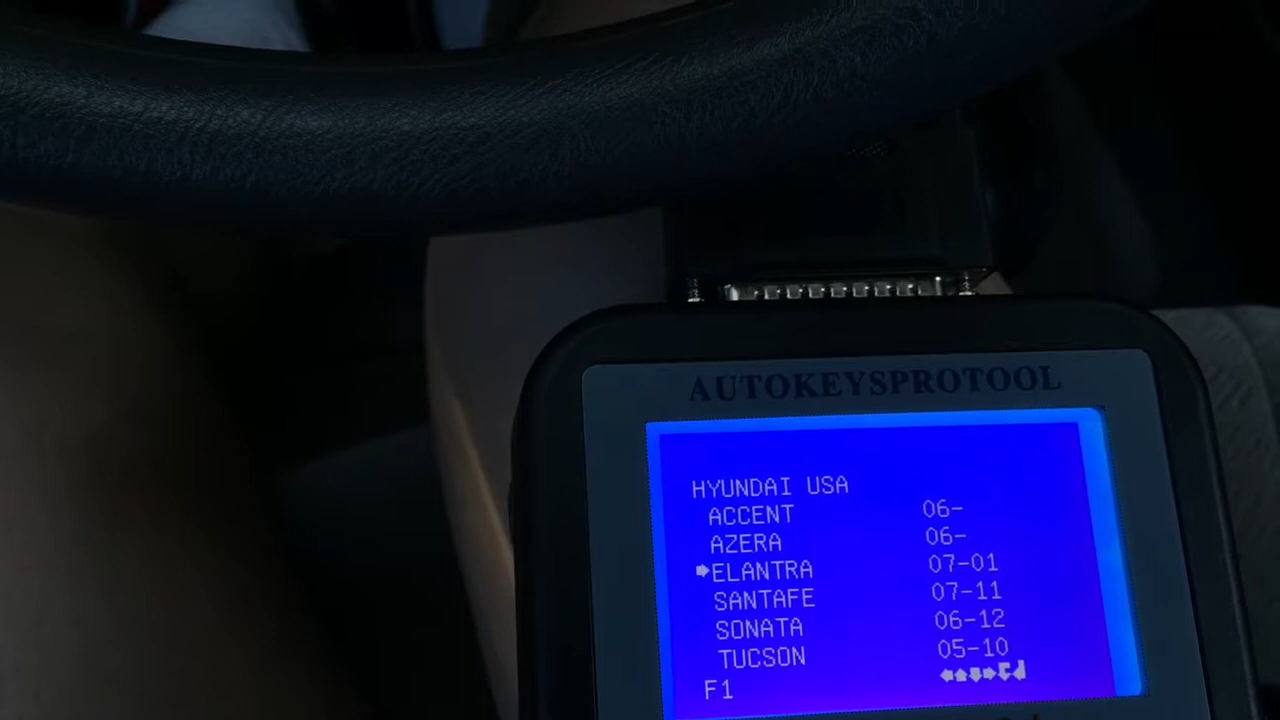 AUTOKEYSPROTOOL
HYUNDAI USA
ACCENT 06-
AZERA 06-
ELANTRA 07-01
SANTAFE 07-11
SONATA 06-12
TUCSON 05-10
F1